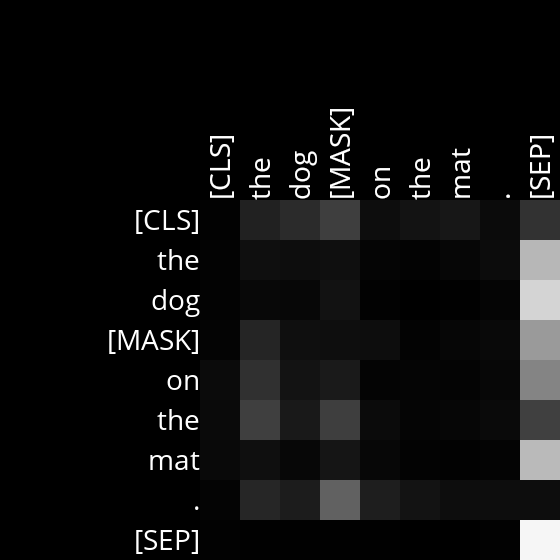 [CLS] the dog [MASK] on the mat . [SEP]
[CLS]
the
dog
[MASK]
on
the
mat
.
[SEP]